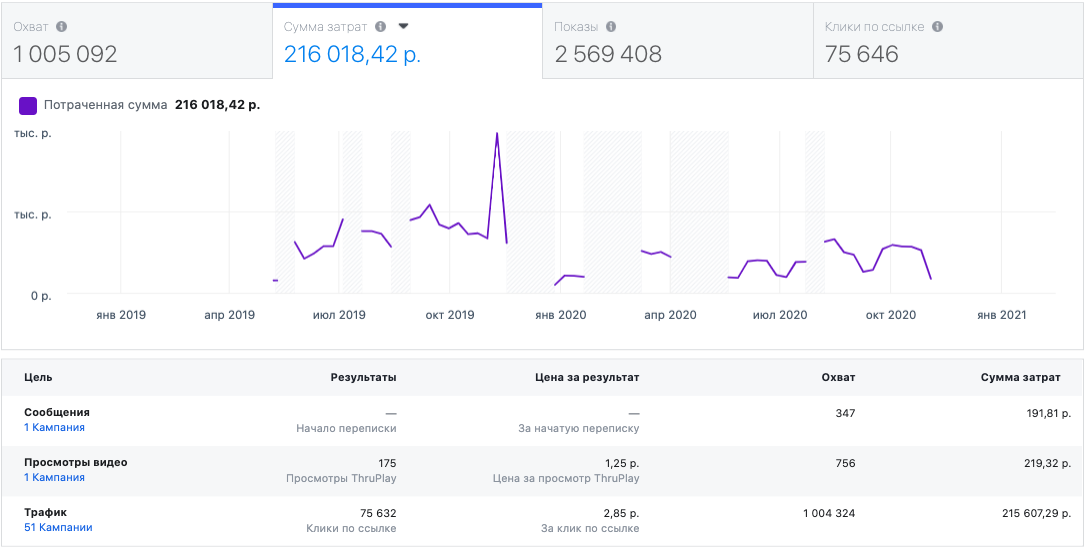 Охват
Сумма затрат
Показы
Клики по ссылке
1 005 092
216 018,42 р.
2 569 408
75 646
Потраченная сумма 216 018,42 р.
тыс. р.
тыс. р.
0 р.
янв 2019 апр 2019 июл 2019 окт 2019 янв 2020 апр 2020 июл 2020 окт 2020 янв 2021
Цель Результаты Цена за результат Охват Сумма затрат
Сообщения — — 347 191,81 р.
1 Кампания Начало переписки За начатую переписку
Просмотры видео 175 1,25 р. 756 219,32 р.
1 Кампания Просмотры ThruPlay Цена за просмотр ThruPlay
Трафик 75 632 2,85 р. 1 004 324 215 607,29 р.
51 Кампании Клики по ссылке За клик по ссылке